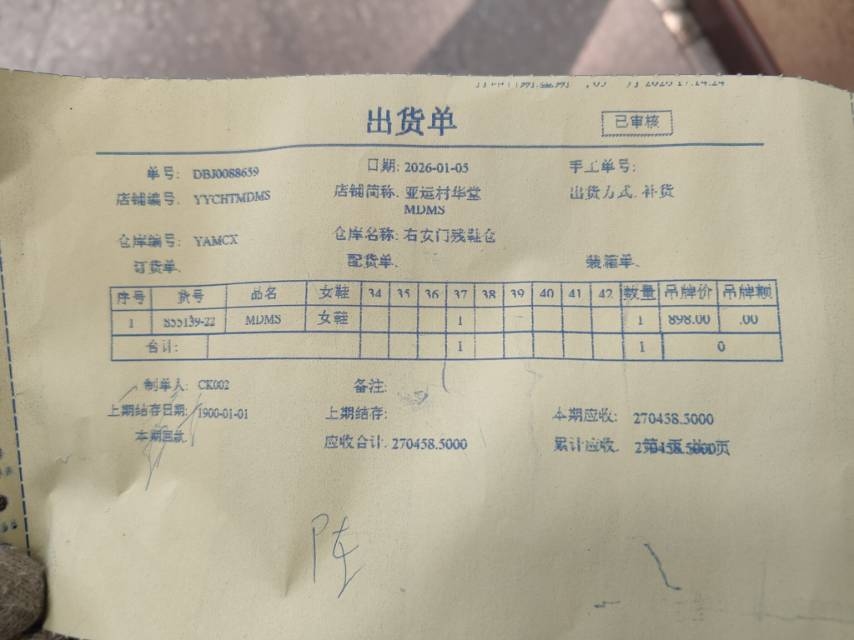 出货单
已审核
单号: DBJ0088659 日期: 2026-01-05 手工单号:
店铺编号: YYCHTMDMS 店铺简称: 亚运村华堂 出货方式: 补货
MDMS
仓库编号: YAMCX 仓库名称: 右安门残鞋仓
订货单: 配货单: 装箱单:
序号 货号 品名 女鞋 34 35 36 37 38 39 40 41 42 数量 吊牌价 吊牌额
1 855139-22 MDMS 女鞋 1 1 898.00 .00
合计: 1 1 0
制单人: CK002 备注:
上期结存日期: 1900-01-01 上期结存: 本期应收: 270458.5000
本期回款 应收合计: 270458.5000 累计应收: 270458.5000
陈